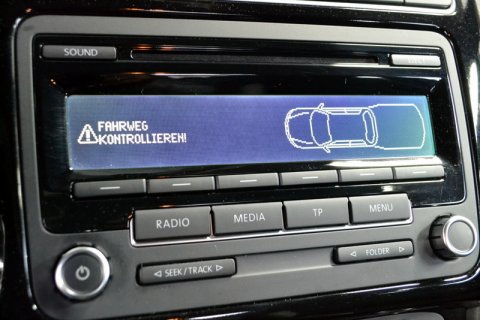 SOUND
FAHRWEG
KONTROLLIEREN!
RADIO
MEDIA
TP
MENU
SEEK / TRACK
FOLDER